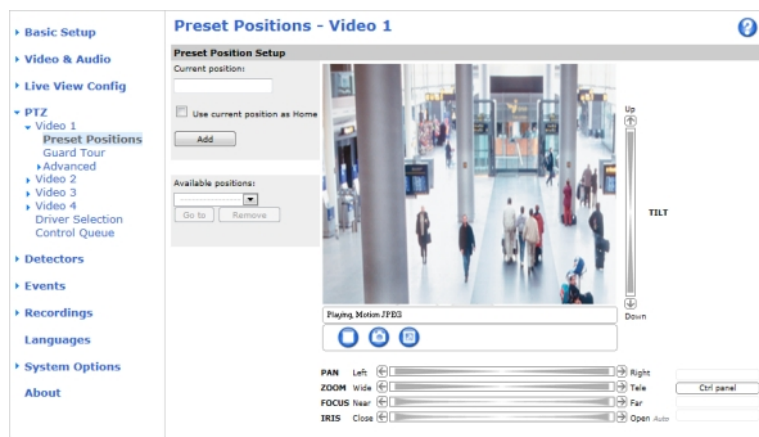 Basic Setup
Video & Audio
Live View Config
PTZ
Video 1
Preset Positions
Guard Tour
Advanced
Video 2
Video 3
Video 4
Driver Selection
Control Queue
Detectors
Events
Recordings
Languages
System Options
About
Preset Positions - Video 1
?
Preset Position Setup
Current position:
Use current position as Home
Add
Available positions:
Go to Remove
Up
TILT
Down
Playing, Motion JPEG
PAN Left Right
ZOOM Wide Tele Ctrl panel
FOCUS Near Far
IRIS Close Open Auto